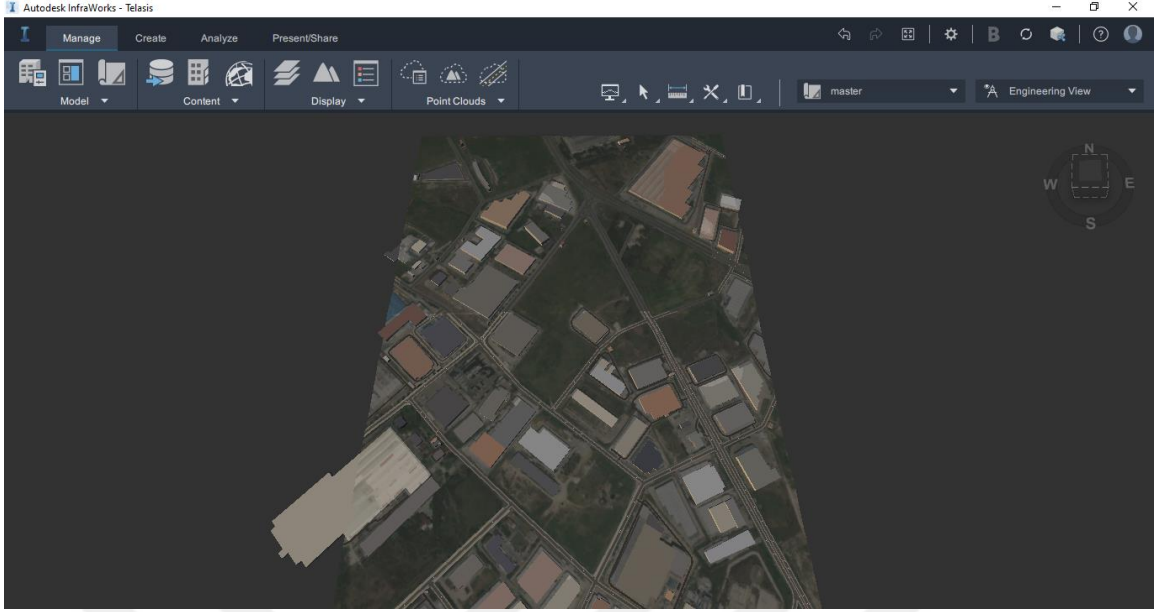 Autodesk InfraWorks - Telasis
Manage Create Analyze Present/Share
Model Content Display Point Clouds master Engineering View
N
W E
S